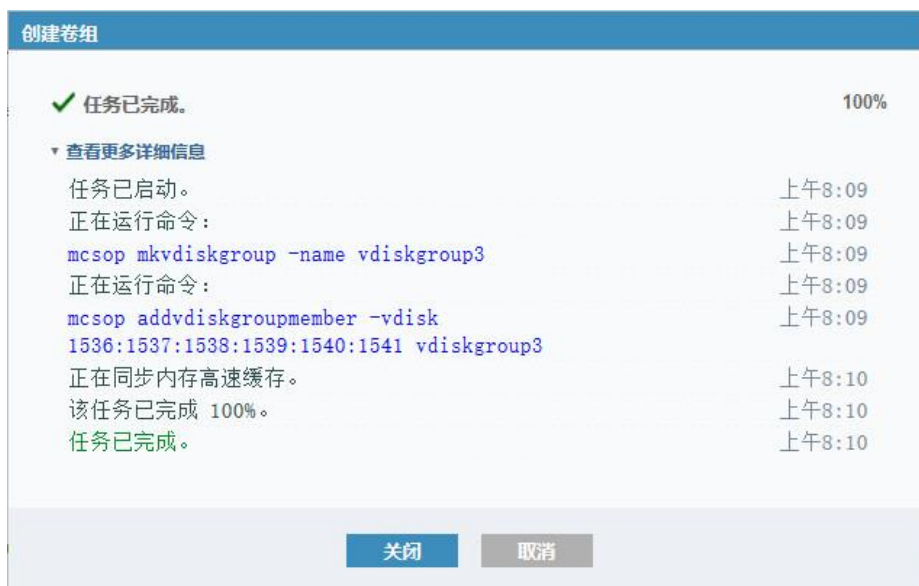 创建卷组
任务已完成。 100%
查看更多详细信息
任务已启动。 上午8:09
正在运行命令： 上午8:09
mcsop mkvdiskgroup -name vdiskgroup3 上午8:09
正在运行命令： 上午8:09
mcsop addvdiskgroupmember -vdisk 上午8:09
1536:1537:1538:1539:1540:1541 vdiskgroup3
正在同步内存高速缓存。 上午8:10
该任务已完成 100%。 上午8:10
任务已完成。 上午8:10
关闭 取消